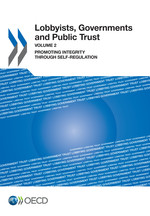 Lobbyists, Governments
and Public Trust
VOLUME 2
PROMOTING INTEGRITY
THROUGH SELF-REGULATION
OECD